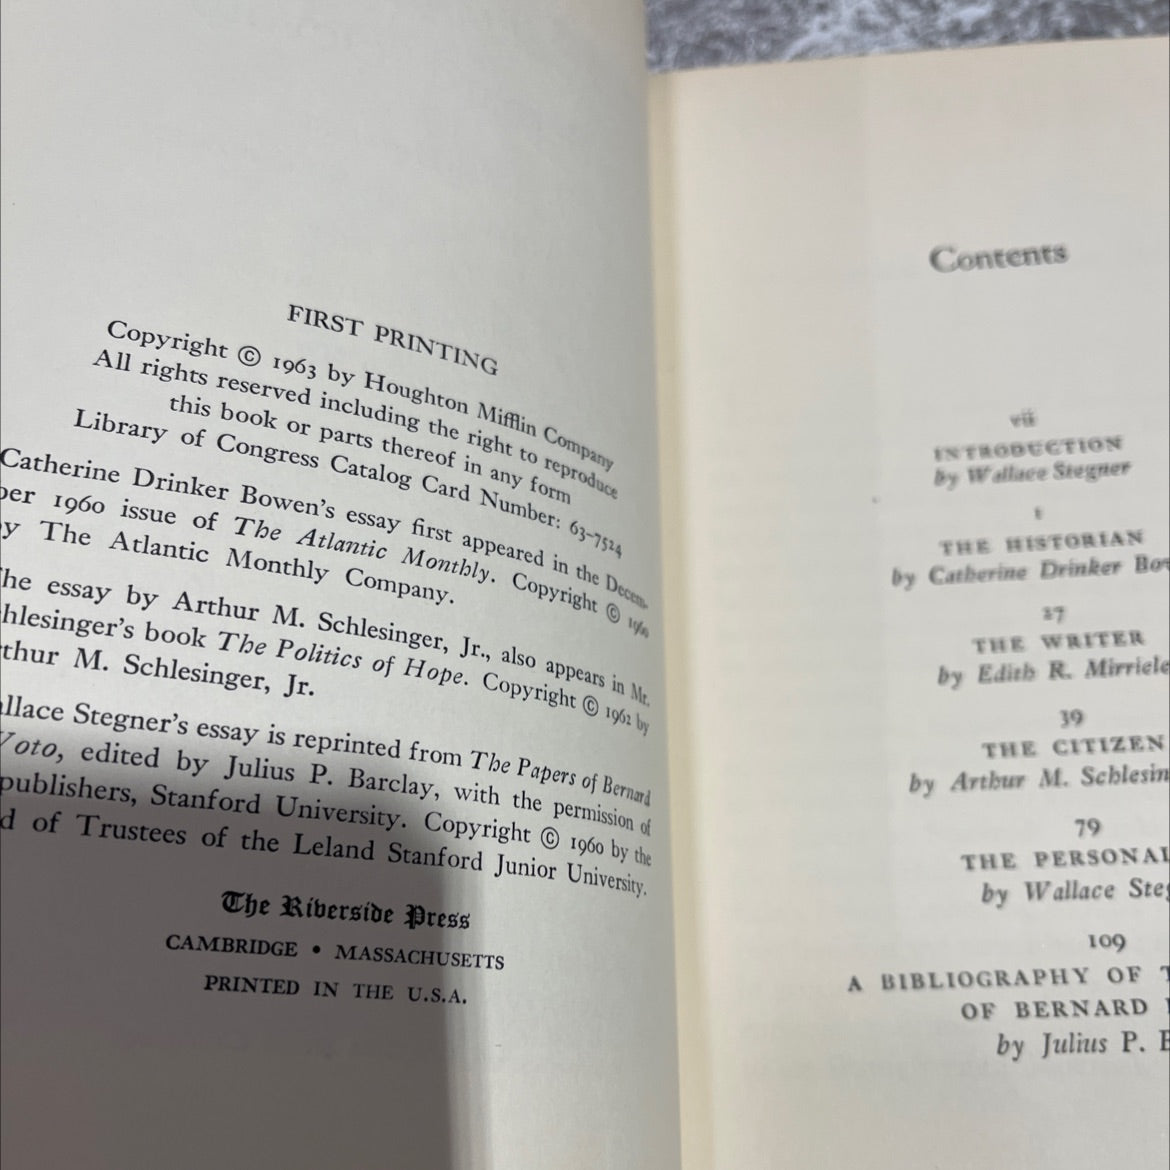 FIRST PRINTING
Copyright © 1963 by Houghton Mifflin Company
All rights reserved including the right to reproduce
this book or parts thereof in any form
Library of Congress Catalog Card Number: 63-7524
Catherine Drinker Bowen's essay first appeared in the Decem-
ber 1960 issue of The Atlantic Monthly. Copyright © 1960
y The Atlantic Monthly Company.
he essay by Arthur M. Schlesinger, Jr., also appears in Mr.
hlesinger's book The Politics of Hope. Copyright © 1962 by
thur M. Schlesinger, Jr.
allace Stegner's essay is reprinted from The Papers of Bernard
Voto, edited by Julius P. Barclay, with the permission of
publishers, Stanford University. Copyright © 1960 by the
d of Trustees of the Leland Stanford Junior University.
The Riverside Press
CAMBRIDGE • MASSACHUSETTS
PRINTED IN THE U.S.A.
Contents
vii
INTRODUCTION
by Wallace Stegner
1
THE HISTORIAN
by Catherine Drinker Bow
27
THE WRITER
by Edith R. Mirriele
39
THE CITIZEN
by Arthur M. Schlesin
79
THE PERSONAL
by Wallace Steg
109
A BIBLIOGRAPHY OF T
OF BERNARD
by Julius P. B